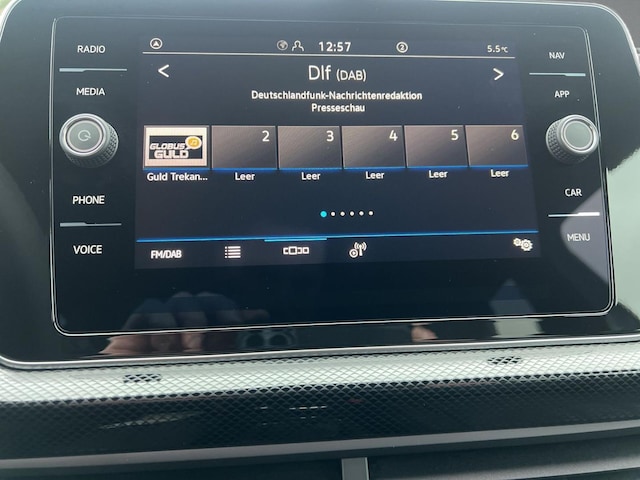 RADIO
MEDIA
PHONE
VOICE
NAV
APP
CAR
MENU
12:57
2
5.5°C
< Dlf (DAB) >
Deutschlandfunk-Nachrichtenredaktion
Presseschau
GLOBUS
GULD
2 3 4 5 6
Guld Trekan... Leer Leer Leer Leer Leer
FM/DAB